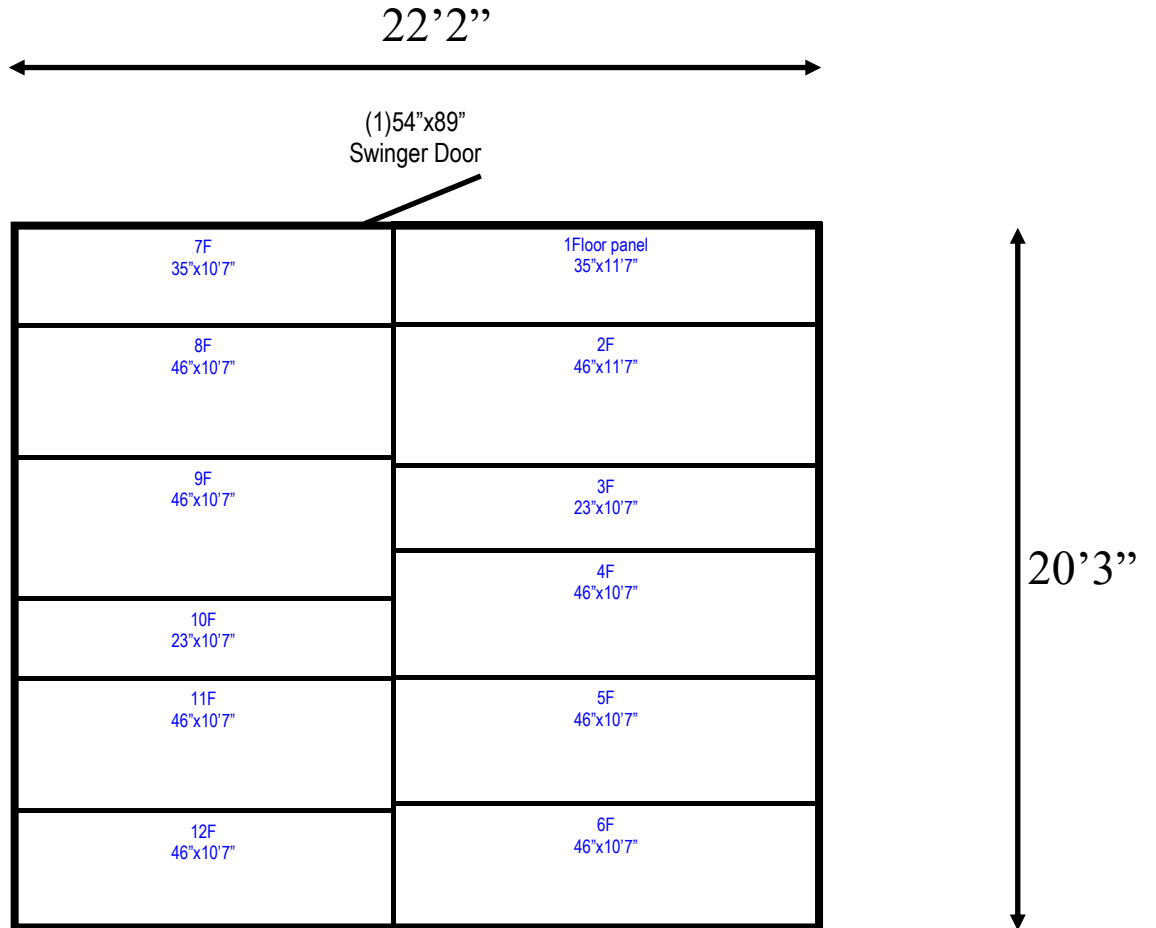 22’2”
(1)54”x89”
Swinger Door
7F
35”x10’7”
1Floor panel
35”x11’7”
8F
46”x10’7”
2F
46”x11’7”
9F
46”x10’7”
3F
23”x10’7”
4F
46”x10’7”
20’3”
10F
23”x10’7”
11F
46”x10’7”
5F
46”x10’7”
12F
46”x10’7”
6F
46”x10’7”